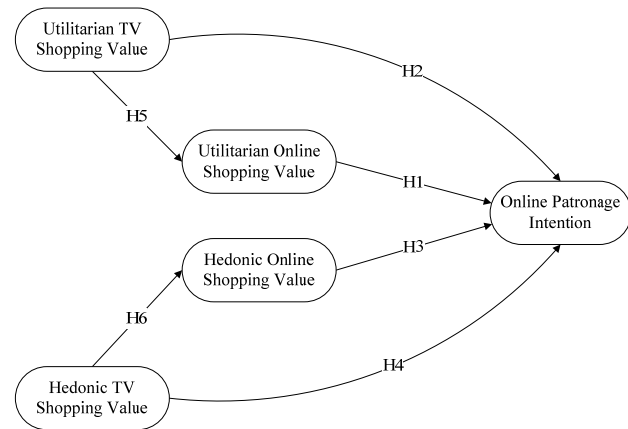 Utilitarian TV
Shopping Value
H2
H5
Utilitarian Online
Shopping Value
H1
Online Patronage
Intention
Hedonic Online
Shopping Value
H3
H6
H4
Hedonic TV
Shopping Value